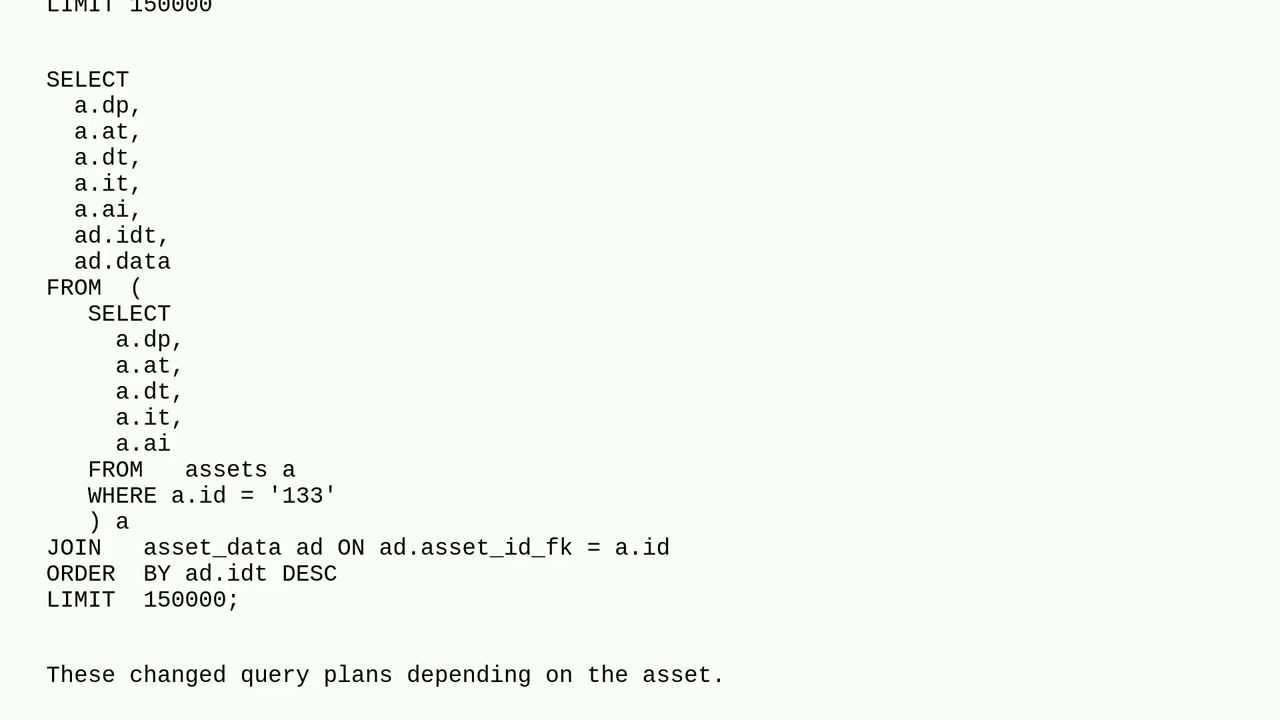 LIMIT 150000
SELECT
a.dp,
a.at,
a.dt,
a.it,
a.ai,
ad.idt,
ad.data
FROM  (
SELECT
a.dp,
a.at,
a.dt,
a.it,
a.ai
FROM   assets a
WHERE a.id = '133'
) a
JOIN   asset_data ad ON ad.asset_id_fk = a.id
ORDER  BY ad.idt DESC
LIMIT  150000;
These changed query plans depending on the asset.